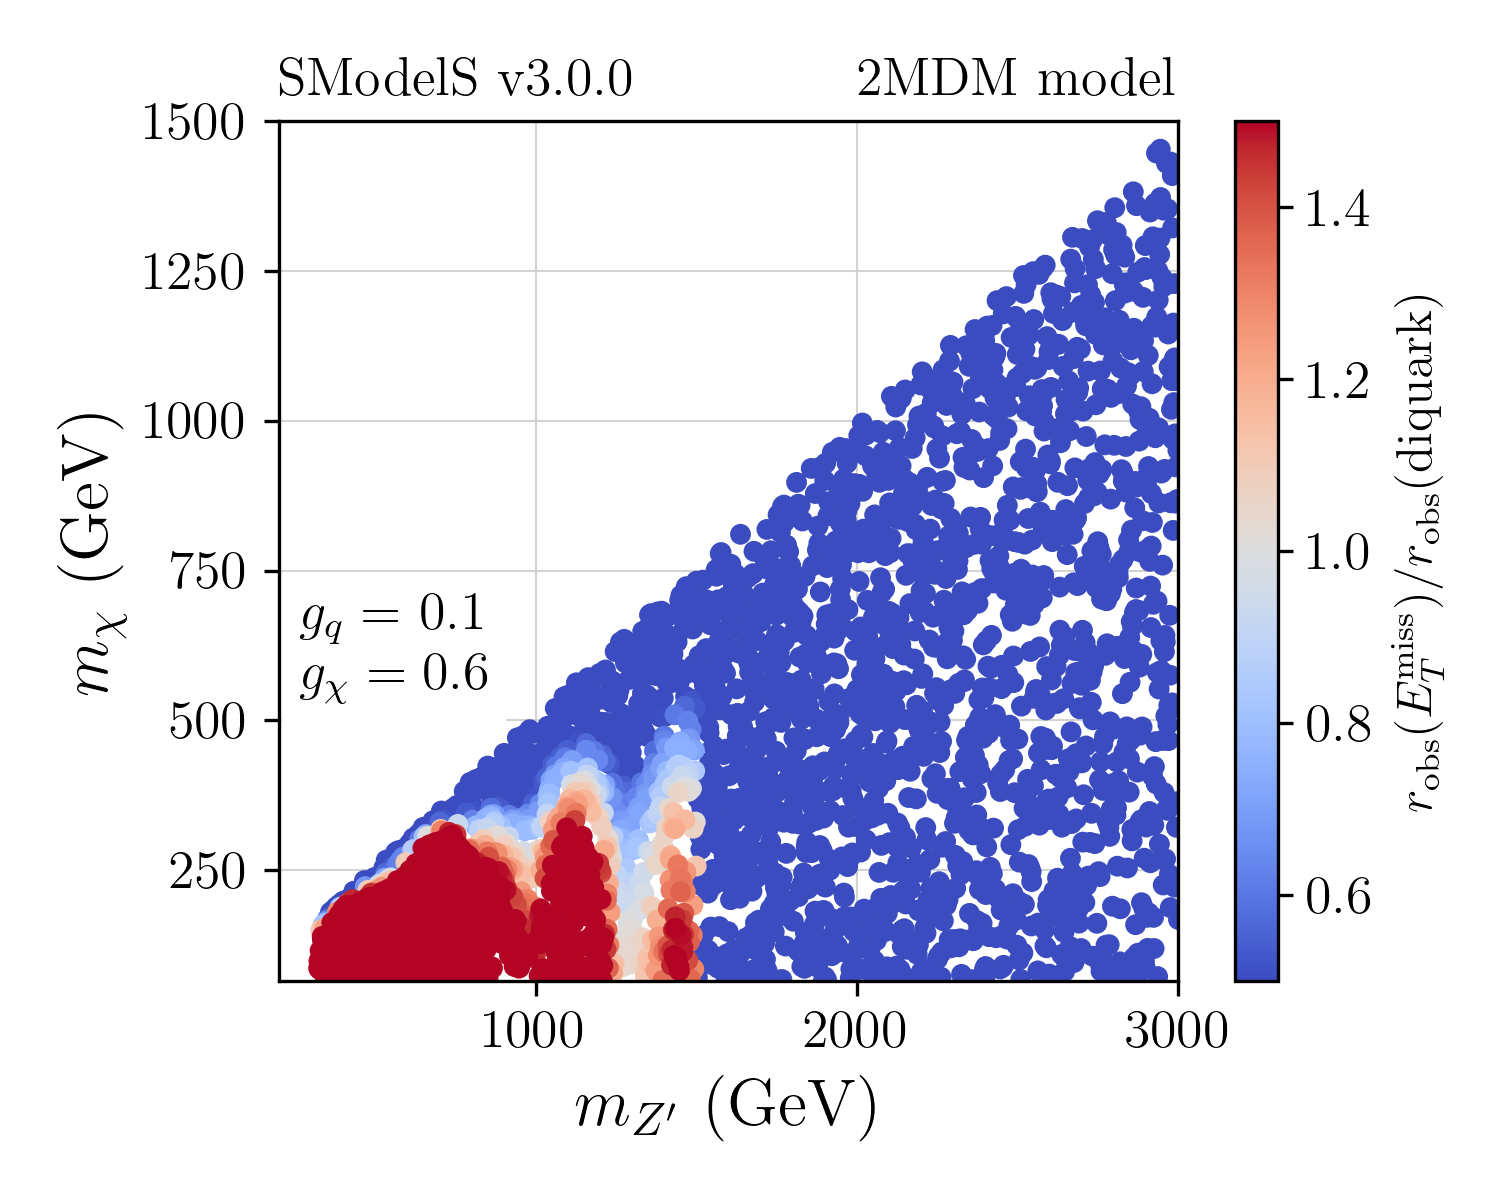 SModelS v3.0.0
2MDM model
1500
1250
1000
750
500
250
m_χ (GeV)
g_q = 0.1
g_χ = 0.6
1000
2000
3000
m_{Z′} (GeV)
1.4
1.2
1.0
0.8
0.6
r_obs(E_T^miss)/r_obs(diquark)